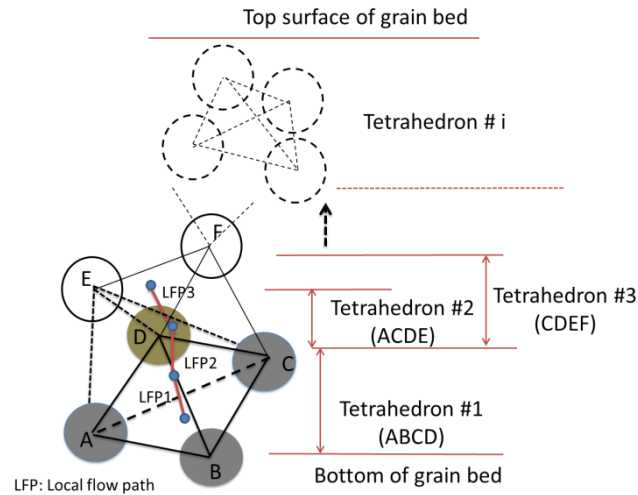 Top surface of grain bed
Tetrahedron # i
F
E
LFP3
Tetrahedron #2
(ACDE)
Tetrahedron #3
(CDEF)
D
LFP2
C
LFP1
Tetrahedron #1
(ABCD)
A
B
Bottom of grain bed
LFP: Local flow path